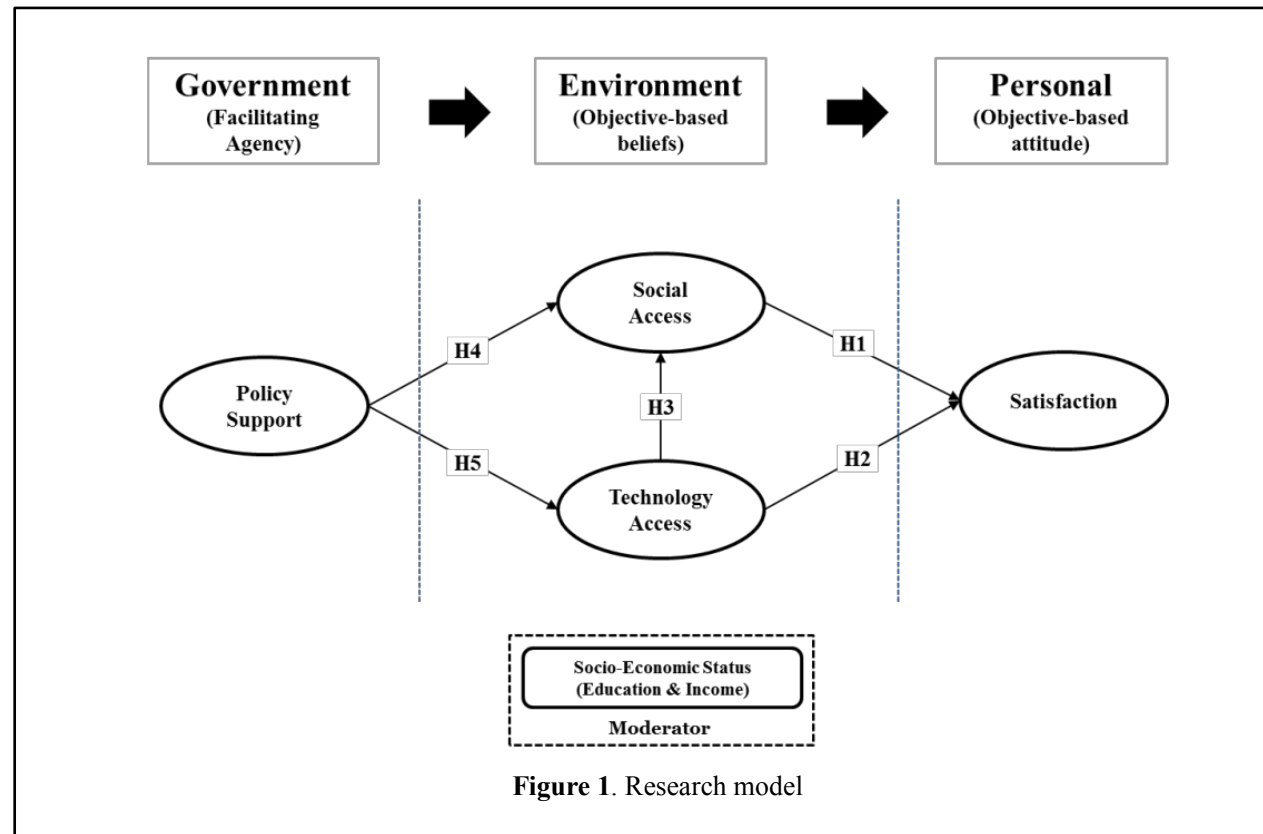 Government
(Facilitating
Agency)
Environment
(Objective-based
beliefs)
Personal
(Objective-based
attitude)
Social
Access
H4
H1
Policy
Support
H3
Satisfaction
H5
H2
Technology
Access
Socio-Economic Status
(Education & Income)
Moderator
Figure 1. Research model